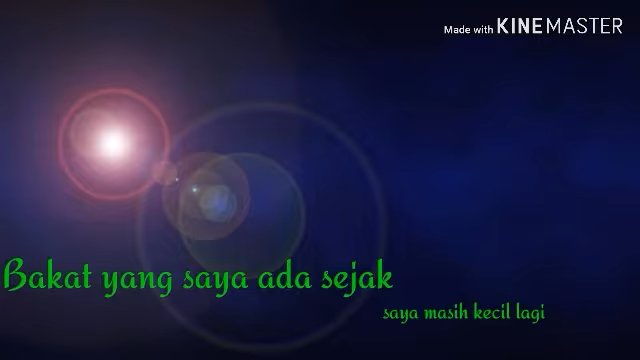 Made with KINEMASTER
Bakat yang saya ada sejak
saya masih kecil lagi